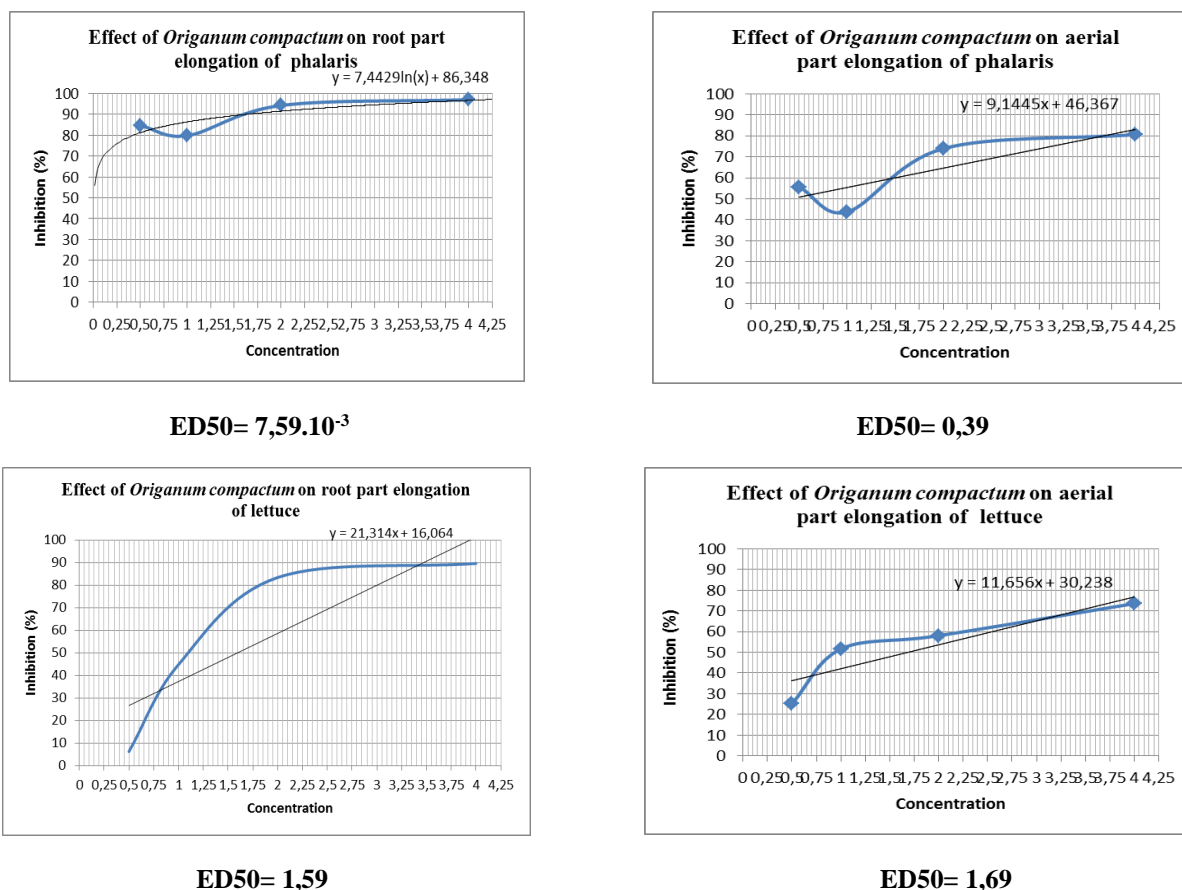 Effect of Origanum compactum on root part
elongation of phalaris
y = 7,4429ln(x) + 86,348
100
90
80
70
60
50
40
30
20
10
0
Inhibition (%)
0 0,25 0,5 0,75 1 1,25 1,5 1,75 2 2,25 2,5 2,75 3 3,25 3,5 3,75 4 4,25
Concentration
ED50= 7,59.10-3
Effect of Origanum compactum on aerial
part elongation of phalaris
y = 9,1445x + 46,367
100
90
80
70
60
50
40
30
20
10
0
Inhibition (%)
0 0,25 0,5 0,75 1 1,25 1,5 1,75 2 2,25 2,5 2,75 3 3,25 3,5 3,75 4 4,25
Concentration
ED50= 0,39
Effect of Origanum compactum on root part elongation
of lettuce
y = 21,314x + 16,064
100
90
80
70
60
50
40
30
20
10
0
Inhibition (%)
0 0,25 0,5 0,75 1 1,25 1,5 1,75 2 2,25 2,5 2,75 3 3,25 3,5 3,75 4 4,25
Concentration
ED50= 1,59
Effect of Origanum compactum on aerial
part elongation of lettuce
y = 11,656x + 30,238
100
90
80
70
60
50
40
30
20
10
0
Inhibition (%)
0 0,25 0,5 0,75 1 1,25 1,5 1,75 2 2,25 2,5 2,75 3 3,25 3,5 3,75 4 4,25
Concentration
ED50= 1,69